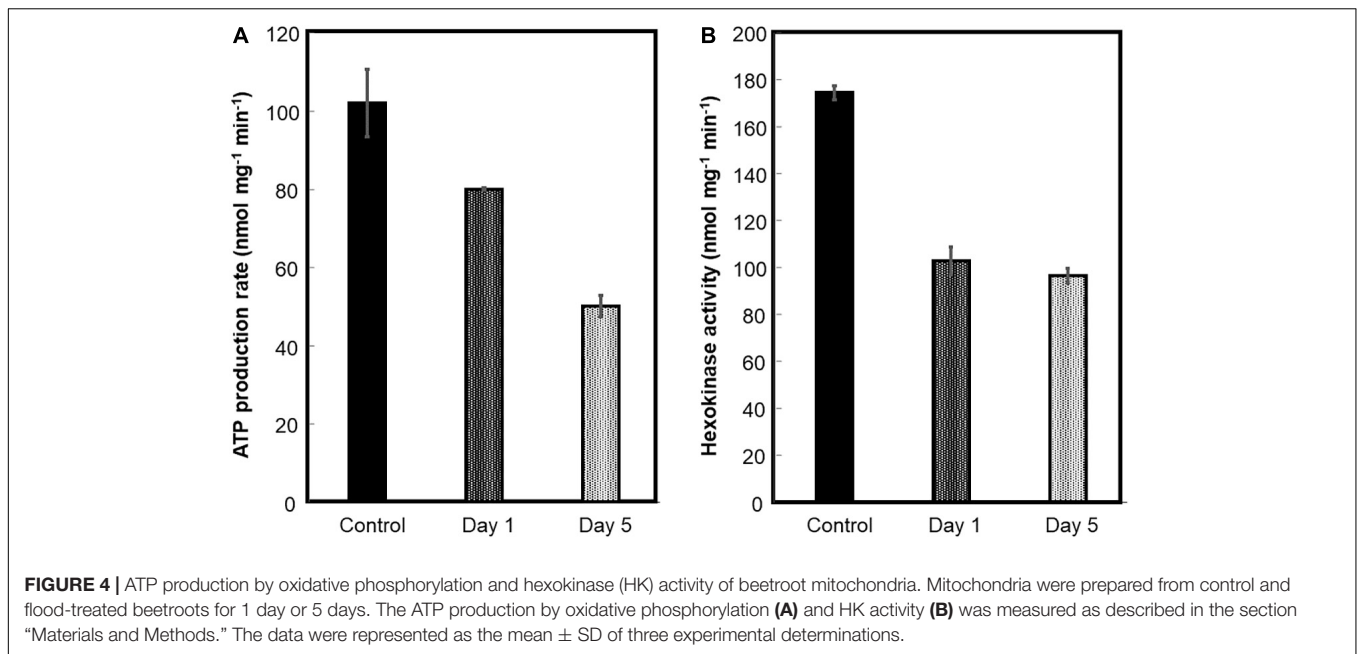 A
ATP production rate (nmol mg⁻¹ min⁻¹)
120
100
80
60
40
20
0
Control Day 1 Day 5
B
Hexokinase activity (nmol mg⁻¹ min⁻¹)
200
180
160
140
120
100
80
60
40
20
0
Control Day 1 Day 5
FIGURE 4 | ATP production by oxidative phosphorylation and hexokinase (HK) activity of beetroot mitochondria. Mitochondria were prepared from control and
flood-treated beetroots for 1 day or 5 days. The ATP production by oxidative phosphorylation (A) and HK activity (B) was measured as described in the section
“Materials and Methods.” The data were represented as the mean ± SD of three experimental determinations.